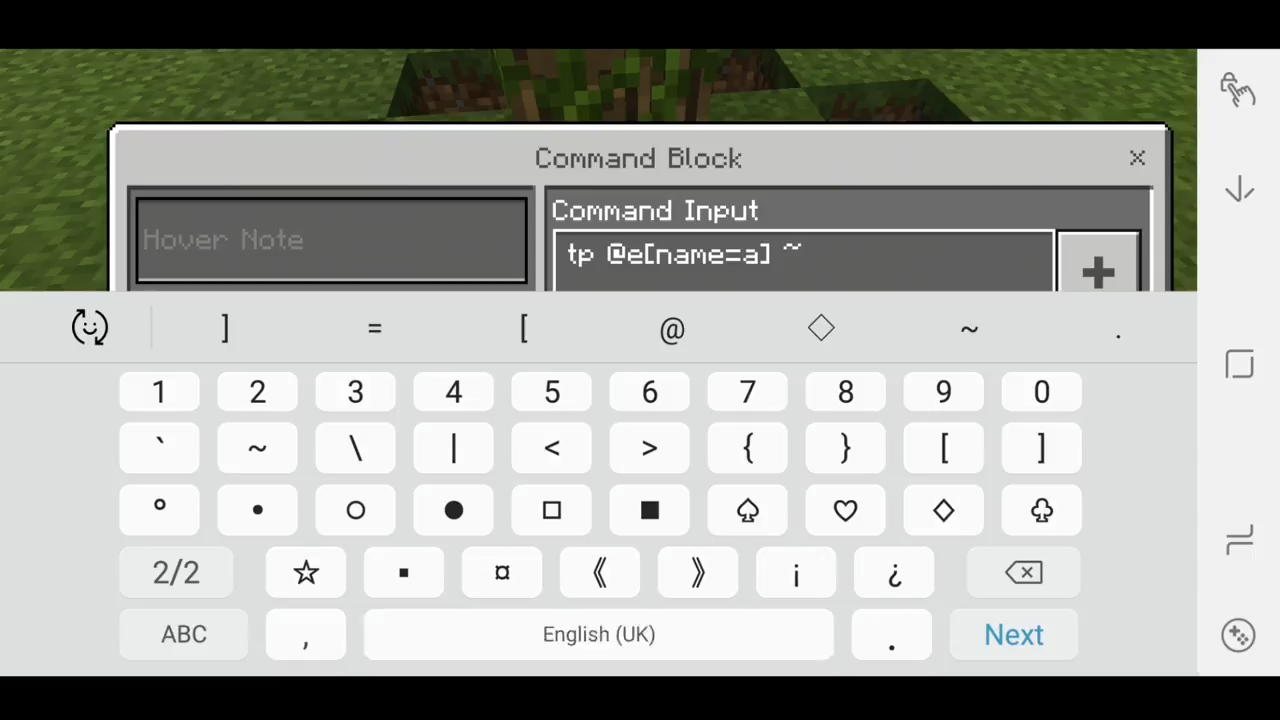 Command Block
Hover Note
Command Input
tp @e[name=a] ~
] = [ @ ◇ ~ .
1 2 3 4 5 6 7 8 9 0
` ~ \ | < > { } [ ]
° • ○ ● □ ■ ♤ ♡ ◇ ♧
2/2 ☆ ▪ ¤ 《 》 ¡ ¿
ABC , English (UK) . Next